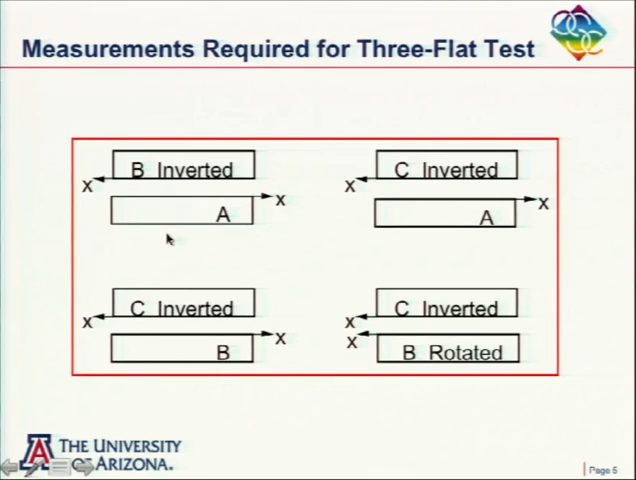 Measurements Required for Three-Flat Test
B Inverted
X
X
A
C Inverted
X
X
A
C Inverted
X
X
B
C Inverted
X
X
B Rotated
THE UNIVERSITY
OF ARIZONA.
Page 5